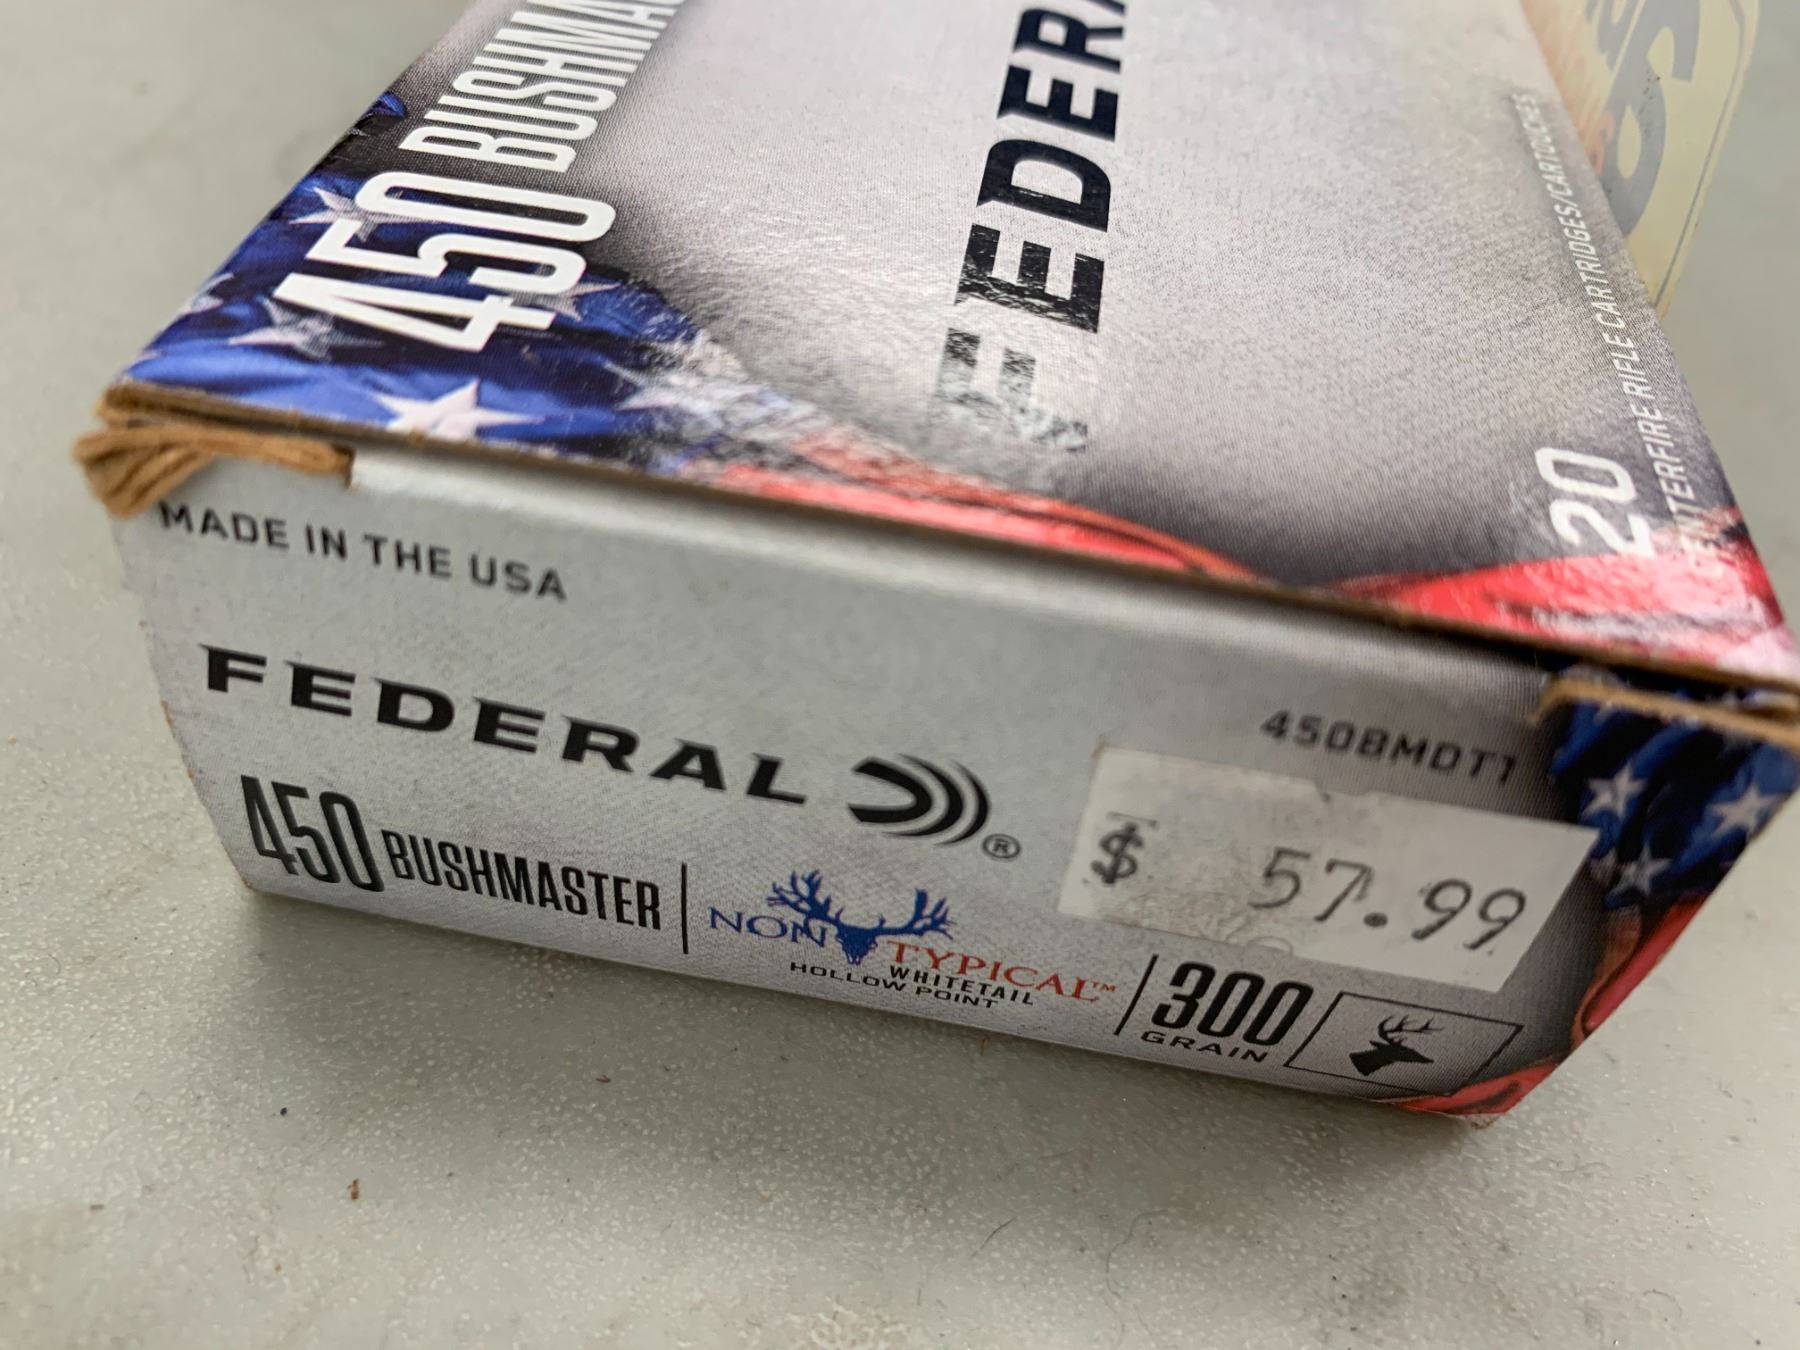 450 BUSHMA
FEDERA
20
CENTERFIRE RIFLE CARTRIDGES/CARTOUCHES
MADE IN THE USA
FEDERAL ®
450BMDT1
$ 57.99
450 BUSHMASTER
NON TYPICAL™
WHITETAIL
HOLLOW POINT
300
GRAIN